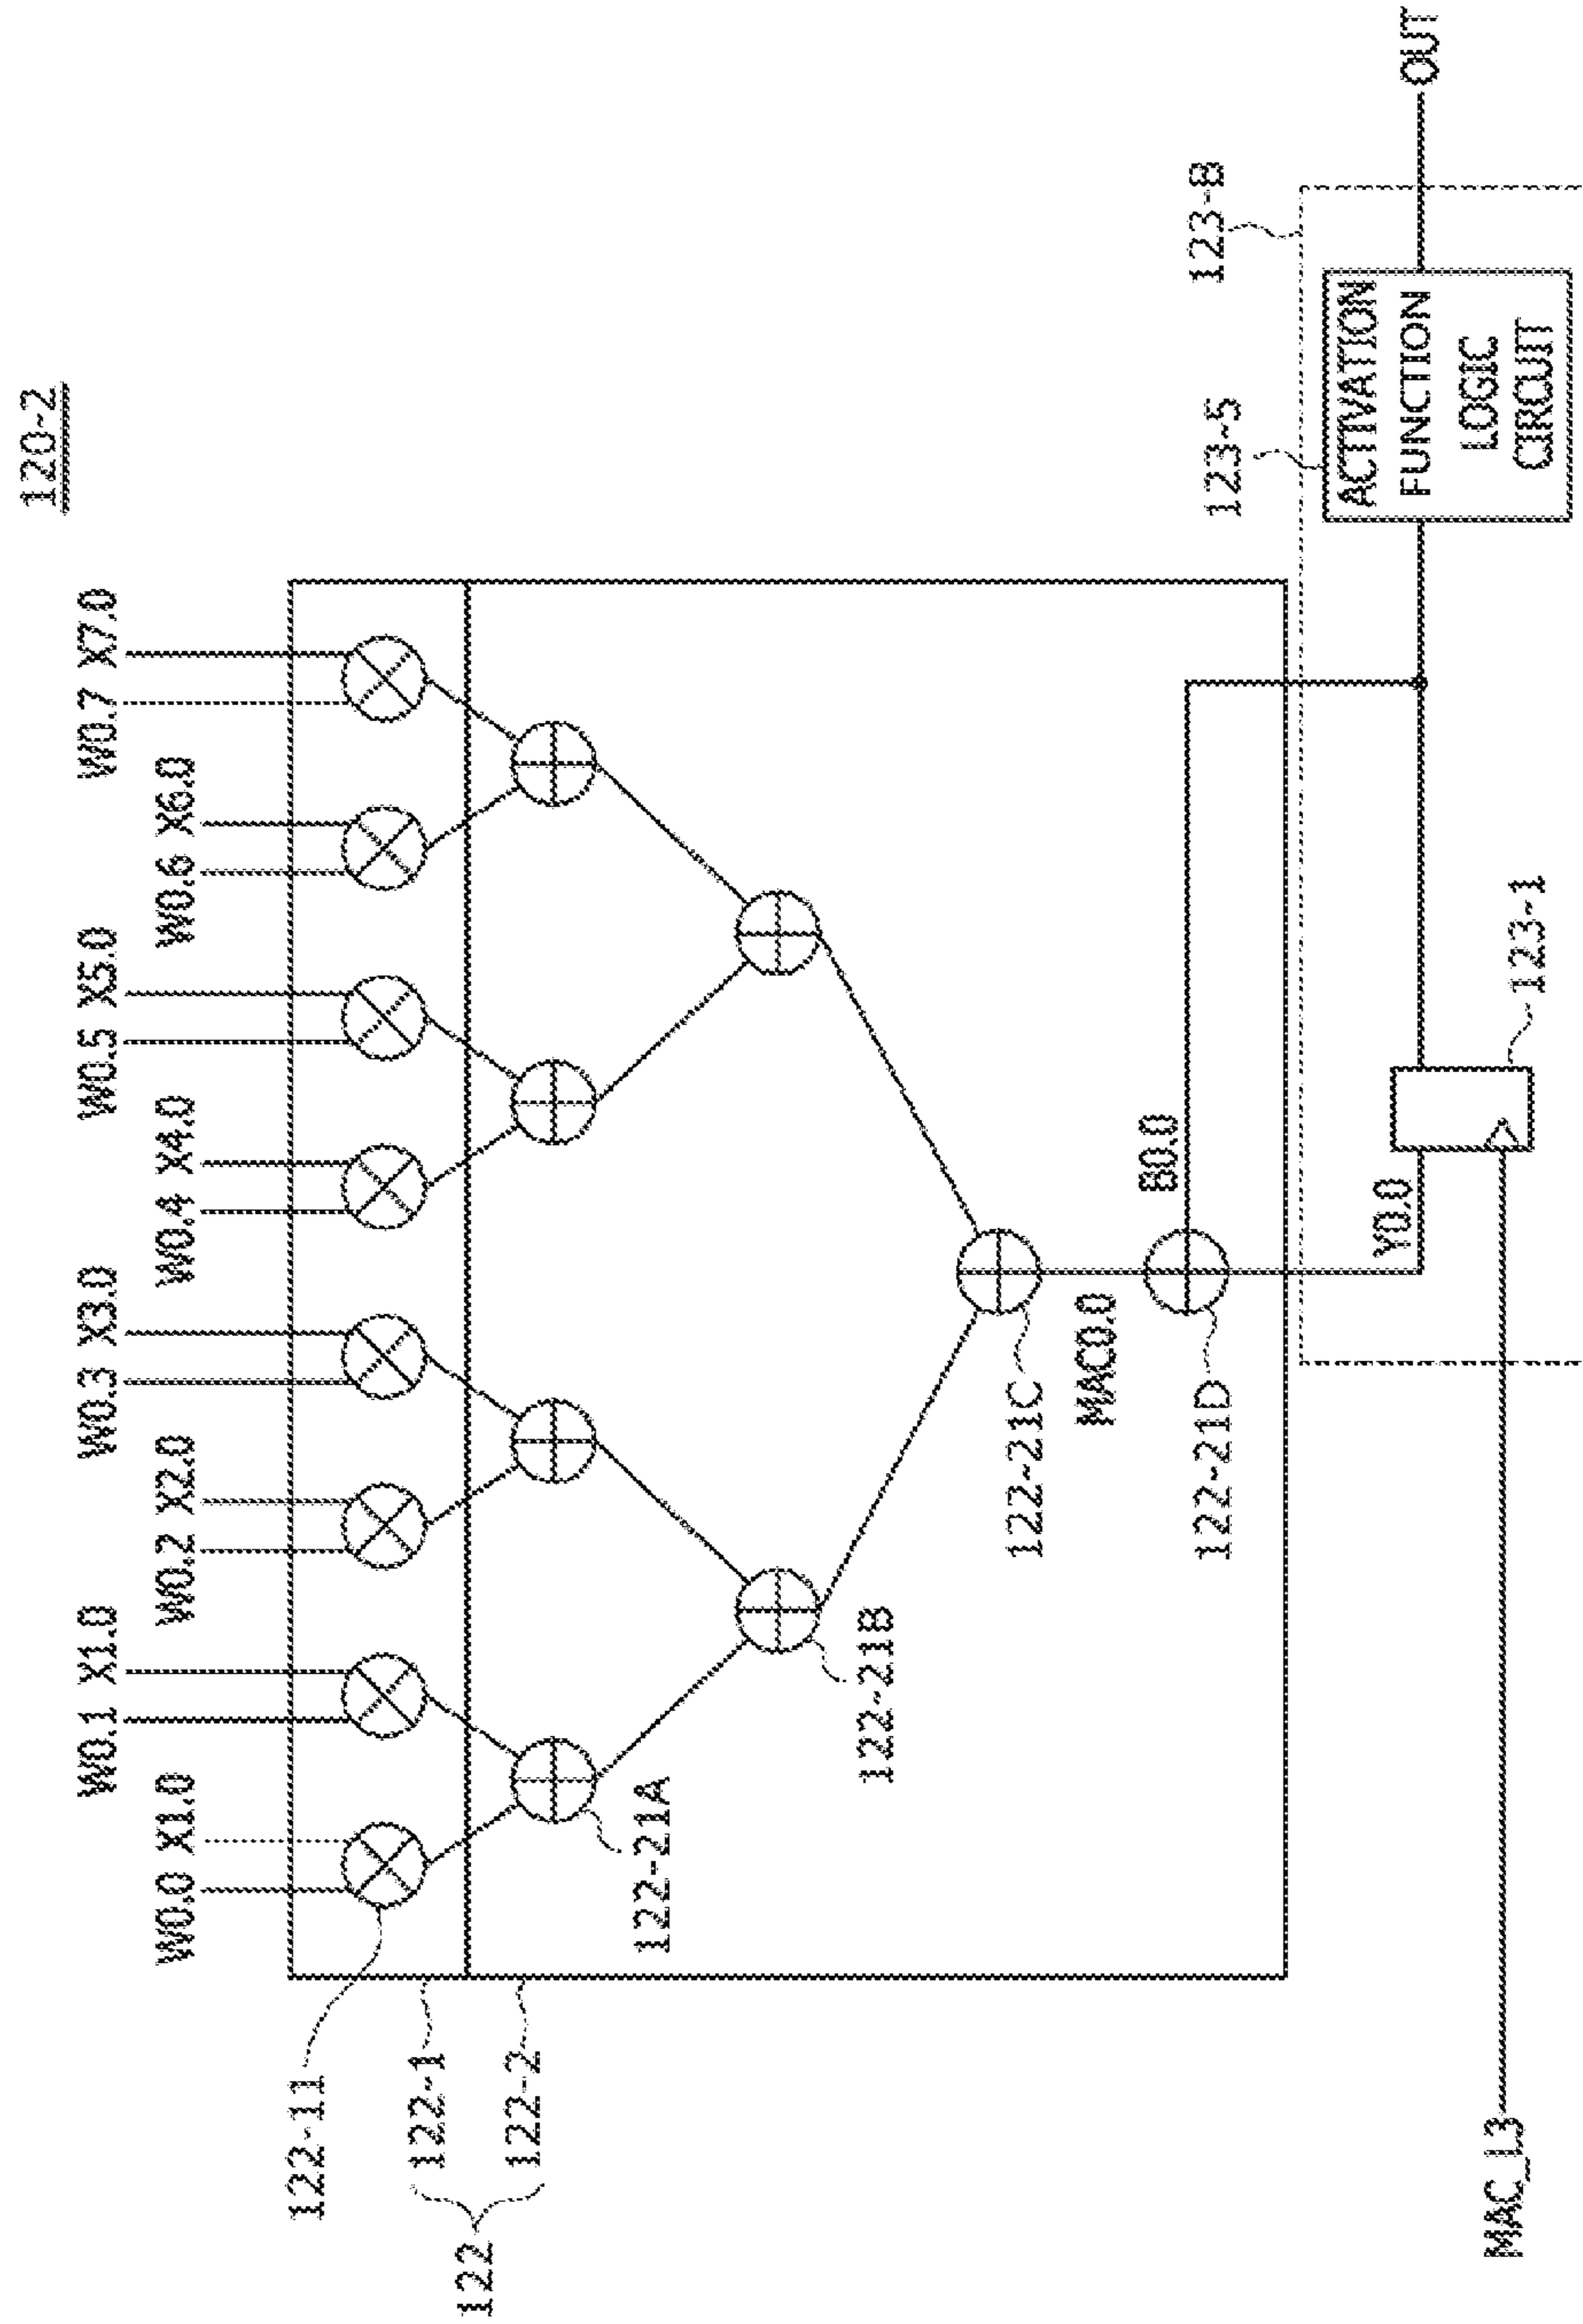 120-2
W0.0 X1.0
W0.1 X1.0
W0.2 X2.0
W0.3 X3.0
W0.4 X4.0
W0.5 X5.0
W0.6 X6.0
W0.7 X7.0
122-11
122-1
122-2
122
122-21A
122-21B
122-21C
MAC0.0
122-21D
B0.0
Y0.0
MAC_L3
123-1
123-5
123-B
ACTIVATION
FUNCTION
LOGIC
CIRCUIT
OUT